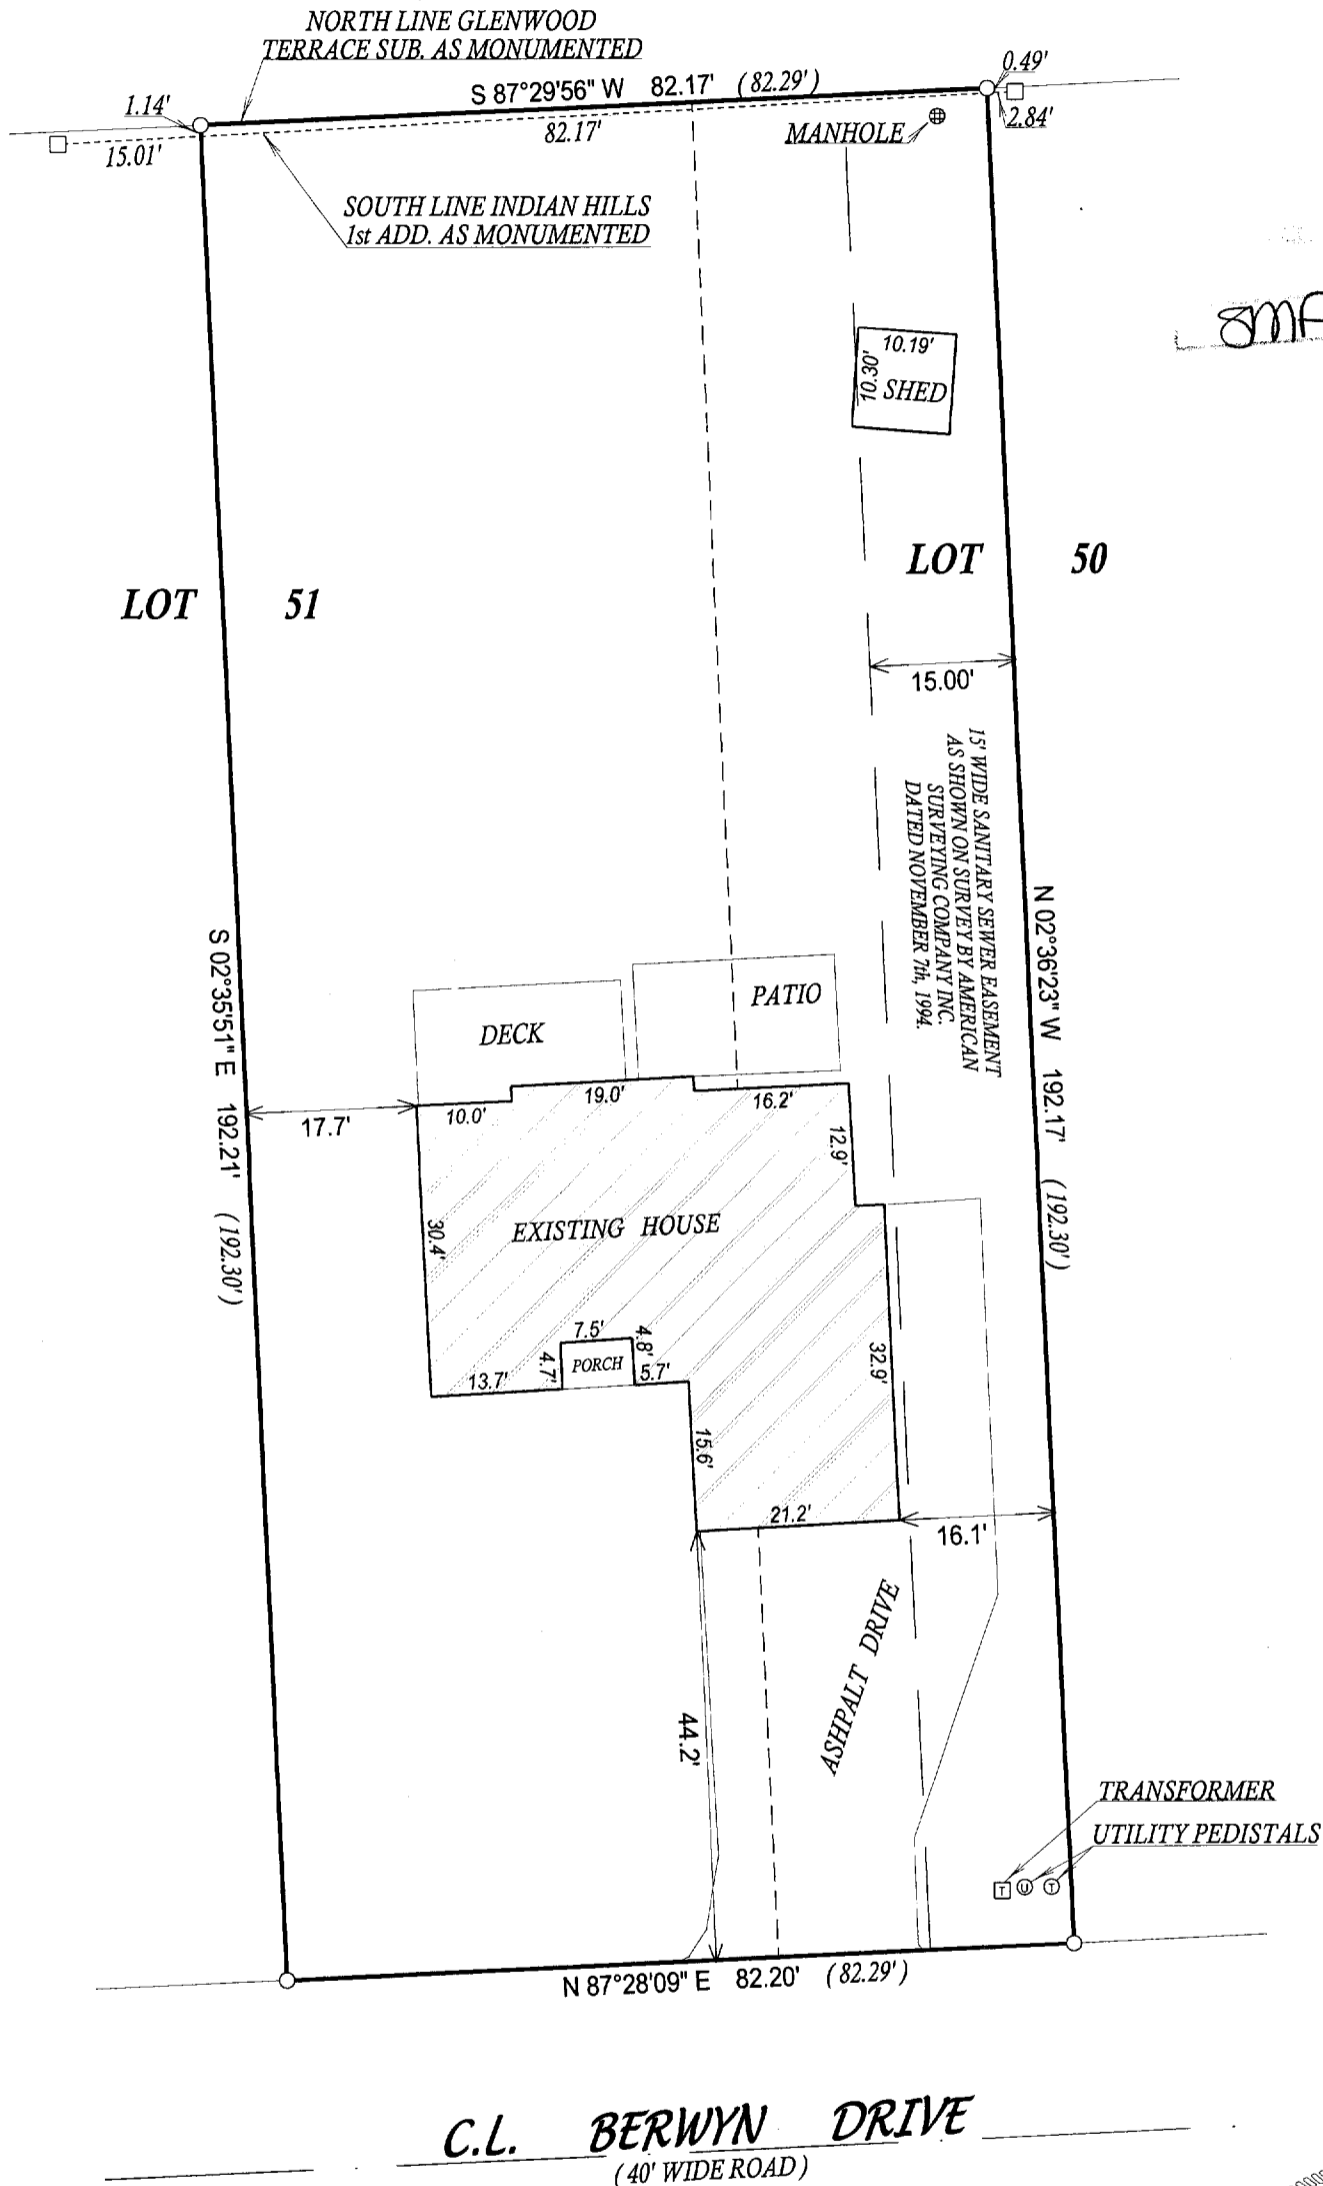 NORTH LINE GLENWOOD
TERRACE SUB. AS MONUMENTED
0.49'
S 87°29'56" W 82.17' (82.29')
1.14'
2.84'
82.17'
MANHOLE
15.01'
SOUTH LINE INDIAN HILLS
1st ADD. AS MONUMENTED
10.19'
10.30'
SHED
LOT 50
LOT 51
15.00'
15' WIDE SANITARY SEWER EASEMENT
AS SHOWN ON SURVEY BY AMERICAN
SURVEYING COMPANY INC.
DATED NOVEMBER 7th, 1994.
N 02°36'23" W 192.17' (192.30')
S 02°35'51" E 192.21' (192.30')
PATIO
DECK
19.0'
16.2'
10.0'
17.7'
12.9'
EXISTING HOUSE
30.4'
7.5'
4.8'
4.7'
PORCH
5.7'
13.7'
32.9'
15.6'
21.2'
16.1'
ASHPALT DRIVE
44.2'
TRANSFORMER
UTILITY PEDISTALS
T U T
N 87°28'09" E 82.20' (82.29')
C.L. BERWYN DRIVE
(40' WIDE ROAD)